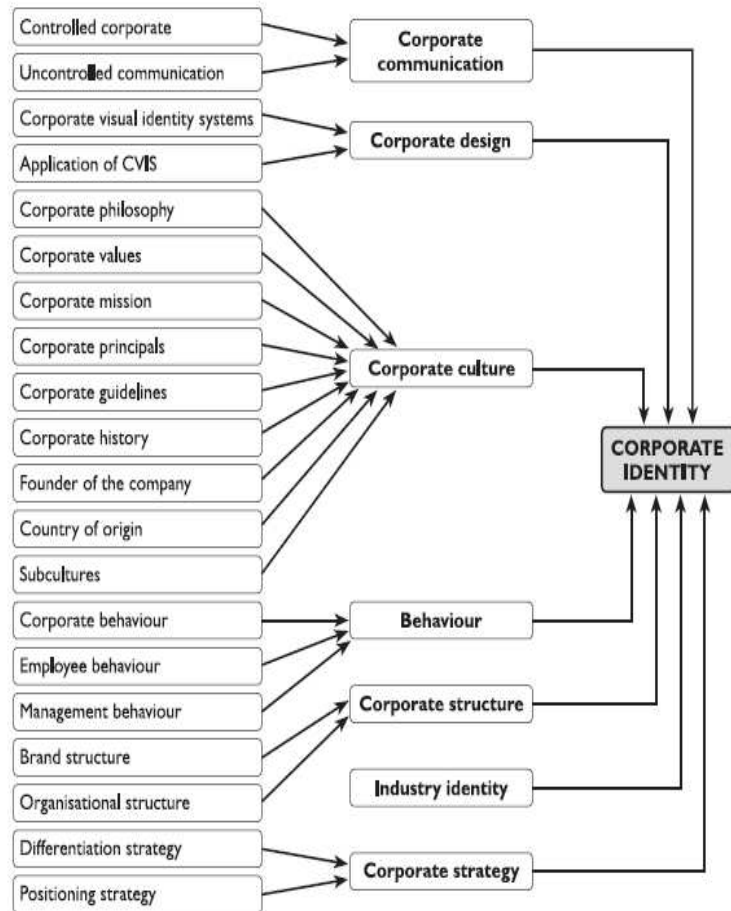 Controlled corporate
Uncontrolled communication
Corporate visual identity systems
Application of CVIS
Corporate philosophy
Corporate values
Corporate mission
Corporate principals
Corporate guidelines
Corporate history
Founder of the company
Country of origin
Subcultures
Corporate behaviour
Employee behaviour
Management behaviour
Brand structure
Organisational structure
Differentiation strategy
Positioning strategy
Corporate
communication
Corporate design
Corporate culture
Behaviour
Corporate structure
Industry identity
Corporate strategy
CORPORATE
IDENTITY